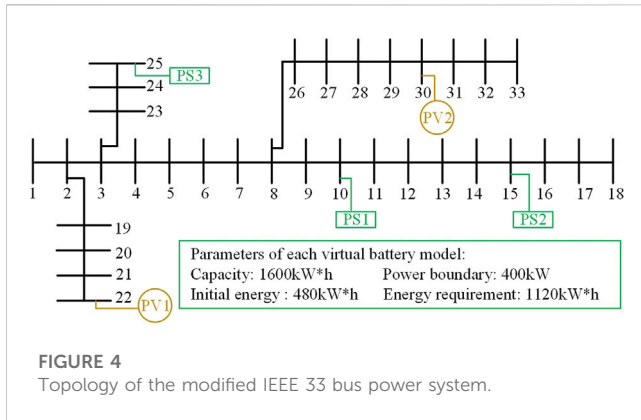 25
PS3
24
23
26 27 28 29 30 31 32 33
PV2
1 2 3 4 5 6 7 8 9 10 11 12 13 14 15 16 17 18
PS1
PS2
19
20
21
22
PV1
Parameters of each virtual battery model:
Capacity: 1600kW*h Power boundary: 400kW
Initial energy : 480kW*h Energy requirement: 1120kW*h
FIGURE 4
Topology of the modified IEEE 33 bus power system.